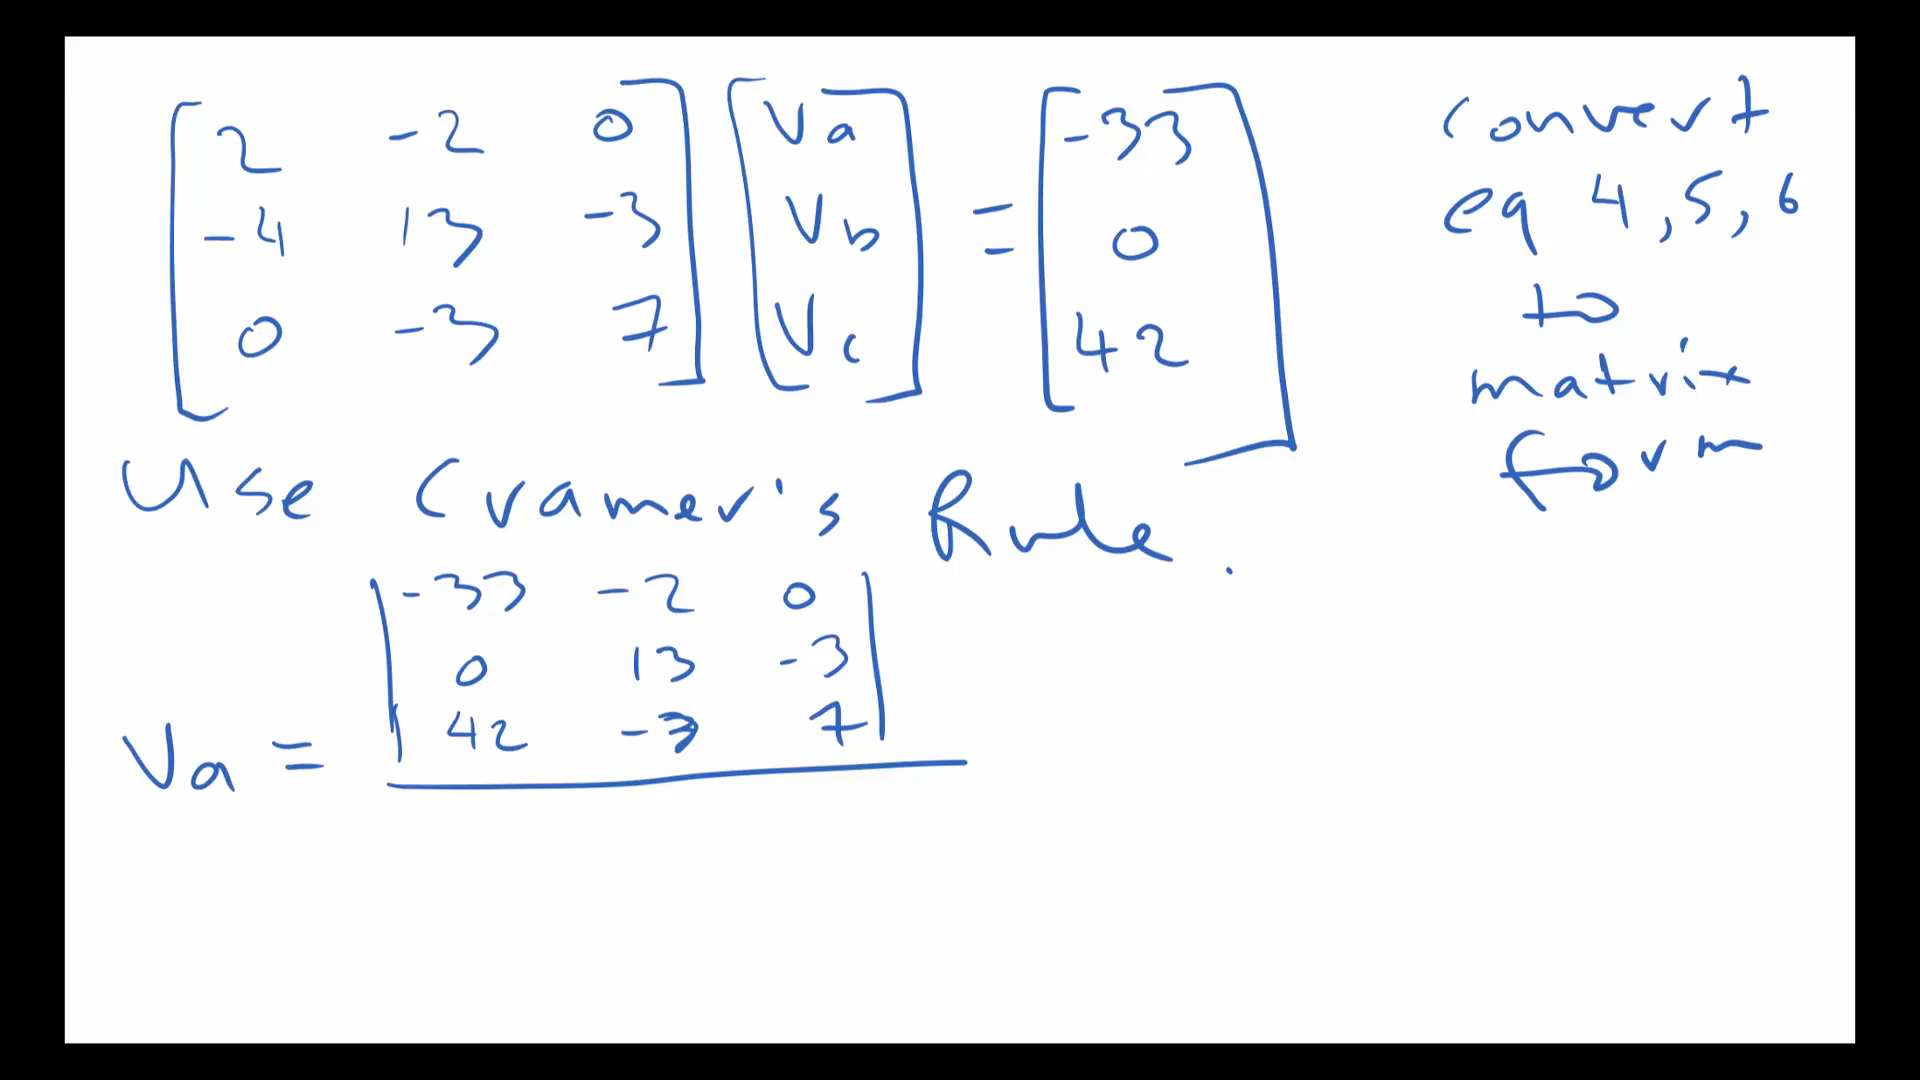 [2 -2 0] [Va] = [-33]
[-4 13 -3] [Vb] [0]
[0 -3 7] [Vc] [42]
convert
eq 4, 5, 6
to
matrix
form
Use Cramer's Rule.
|-33 -2 0|
|0 13 -3|
|42 -3 7|
Va =